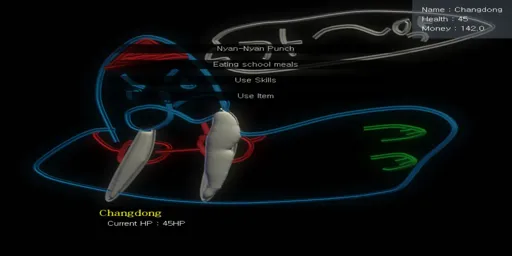 Name : Changdong
Health : 45
Money : 142.0
Nyan-Nyan Punch
Eating school meals
Use Skills
Use Item
Changdong
Current HP : 45HP